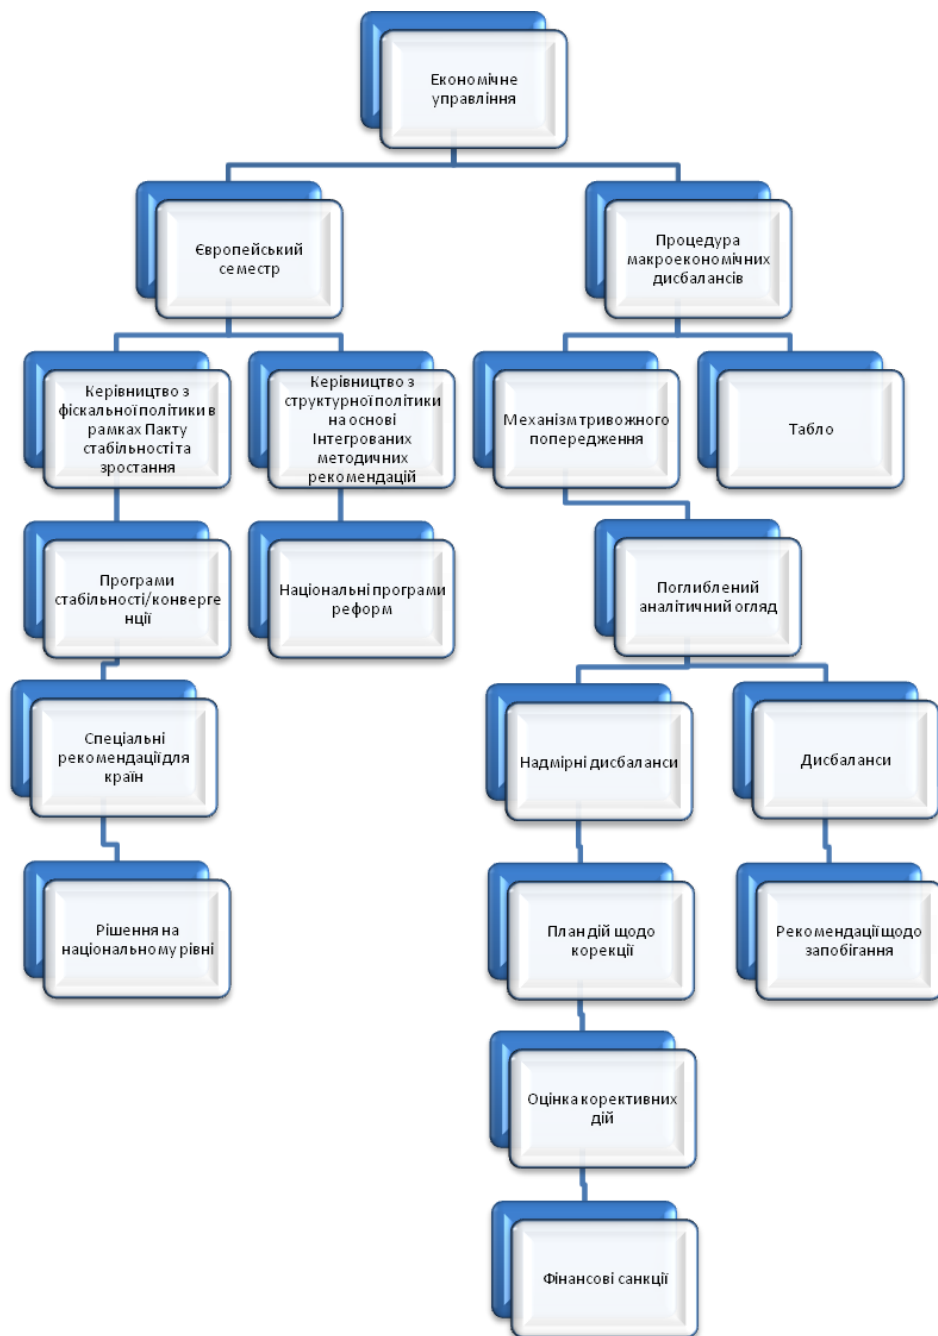 Економічне
управління
Європейський
семестр
Процедура
макроекономічних
дисбалансів
Керівництво з
фіскальної політики в
рамках Пакту
стабільності та
зростання
Керівництво з
структурної політики
на основі
Інтегрованих
методичних
рекомендацій
Механізм тривожного
попередження
Табло
Програми
стабільності/конверге
нції
Національні програми
реформ
Поглиблений
аналітичний огляд
Спеціальні
рекомендації для
країн
Надмірні дисбаланси
Дисбаланси
Рішення на
національному рівні
План дій щодо
корекції
Рекомендації щодо
запобігання
Оцінка корективних
дій
Фінансові санкції